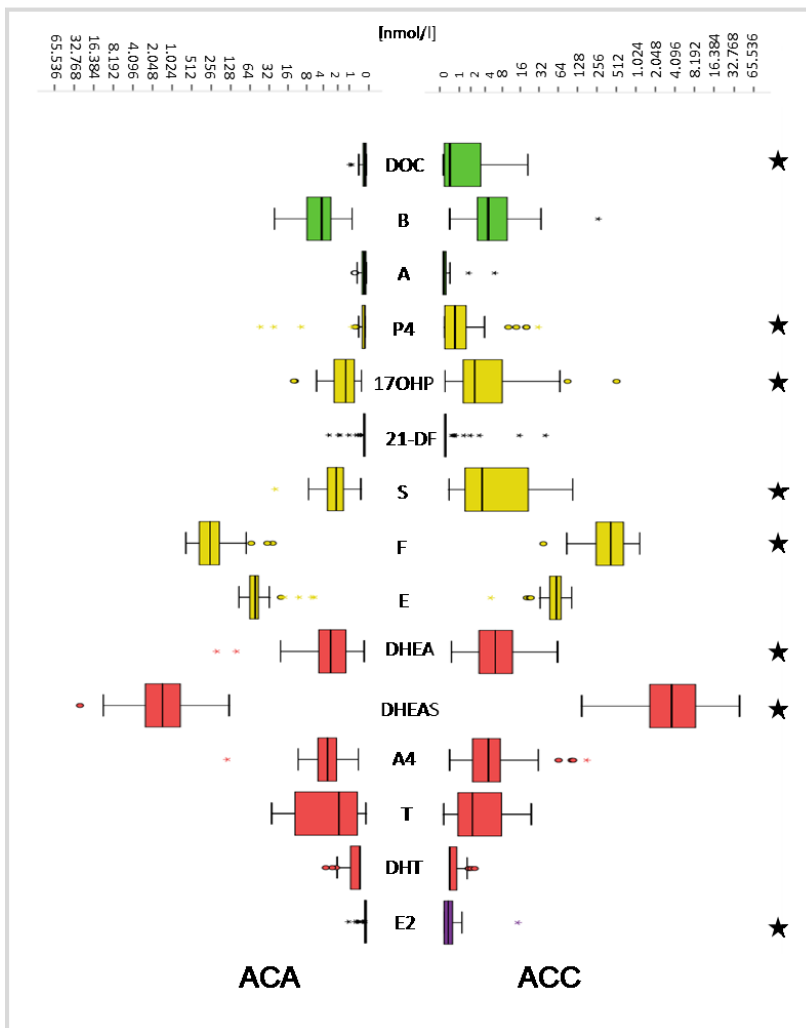 [nmol/l]
65.536 32.768 16.384 8.192 4.096 2.048 1.024 512 256 128 64 32 16 8 4 2 1 0
0 1 2 4 8 16 32 64 128 256 512 1.024 2.048 4.096 8.192 16.384 32.768 65.536
DOC
B
A
P4
17OHP
21-DF
S
F
E
DHEA
DHEAS
A4
T
DHT
E2
ACA ACC